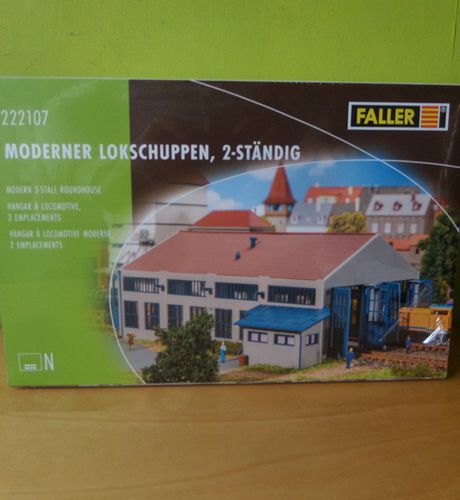 222107
FALLER
MODERNER LOKSCHUPPEN, 2-STÄNDIG
MODERN 2-STALL ROUNDHOUSE
HANGAR À LOCOMOTIVE,
2 EMPLACEMENTS
HANGAR À LOCOMOTIVE MODERNE,
2 EMPLACEMENTS
N